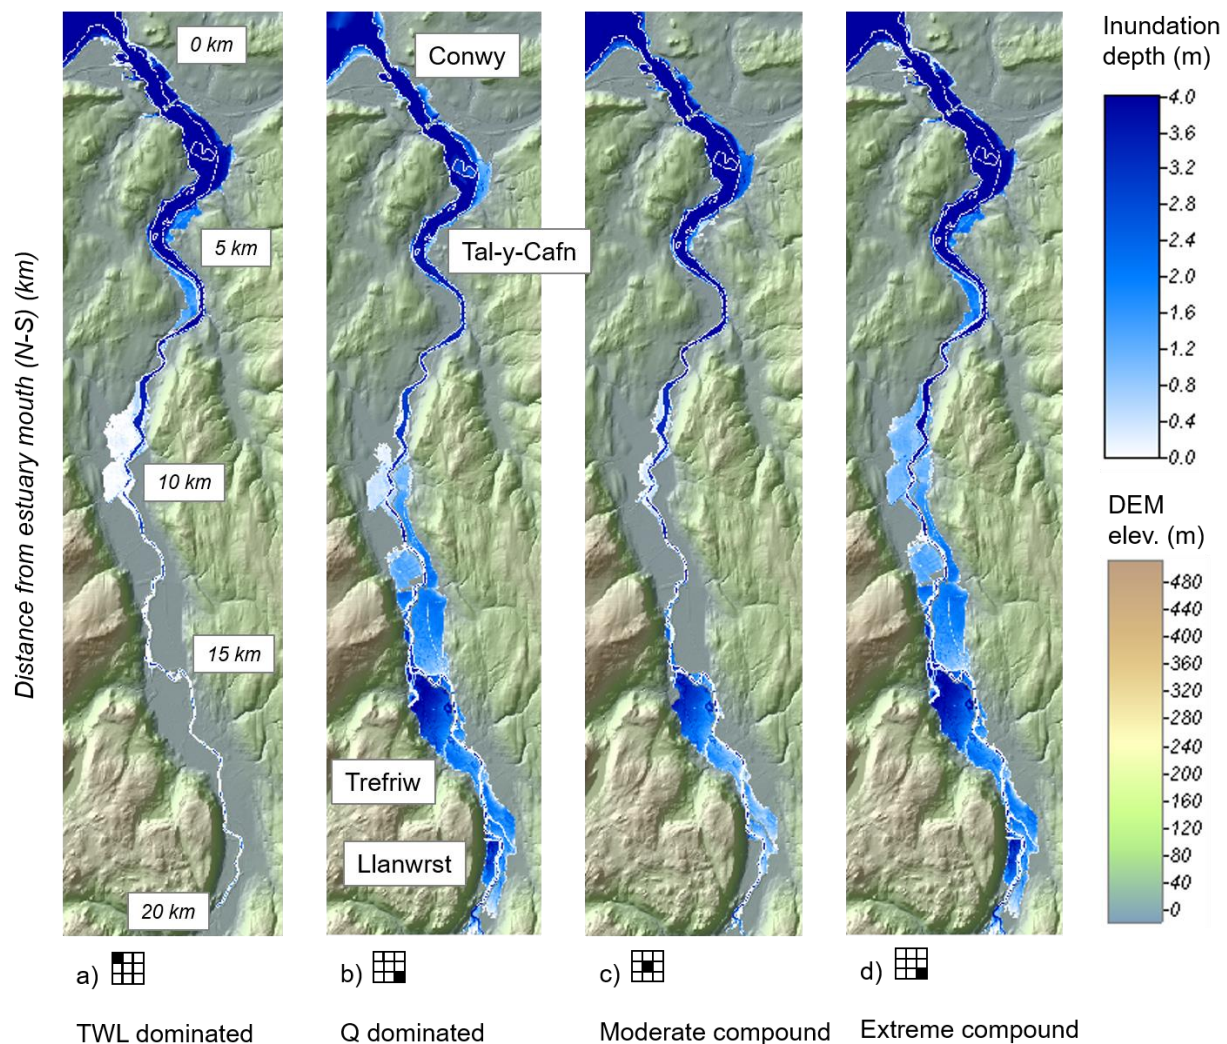 0 km
Conwy
5 km
Tal-y-Cafn
10 km
15 km
Trefriw
Llanwrst
20 km
Distance from estuary mouth (N-S) (km)
Inundation
depth (m)
4.0
3.6
3.2
2.8
2.4
2.0
1.6
1.2
0.8
0.4
0.0
DEM
elev. (m)
480
440
400
360
320
280
240
200
160
120
80
40
0
a)
b)
c)
d)
TWL dominated
Q dominated
Moderate compound
Extreme compound